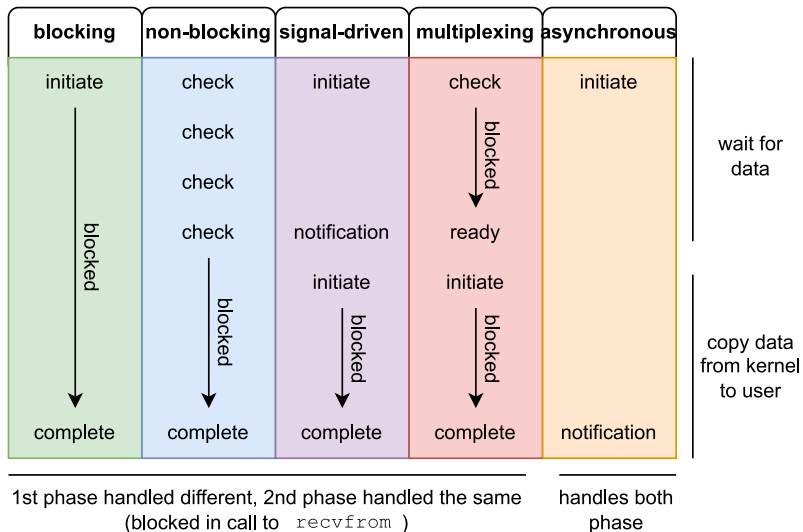 blocking non-blocking signal-driven multiplexing asynchronous
initiate check initiate check initiate
check
blocked
wait for
data
check
check notification ready
blocked
initiate initiate
blocked
blocked
blocked
copy data
from kernel
to user
complete complete complete complete notification
1st phase handled different, 2nd phase handled the same
(blocked in call to recvfrom )
handles both
phase